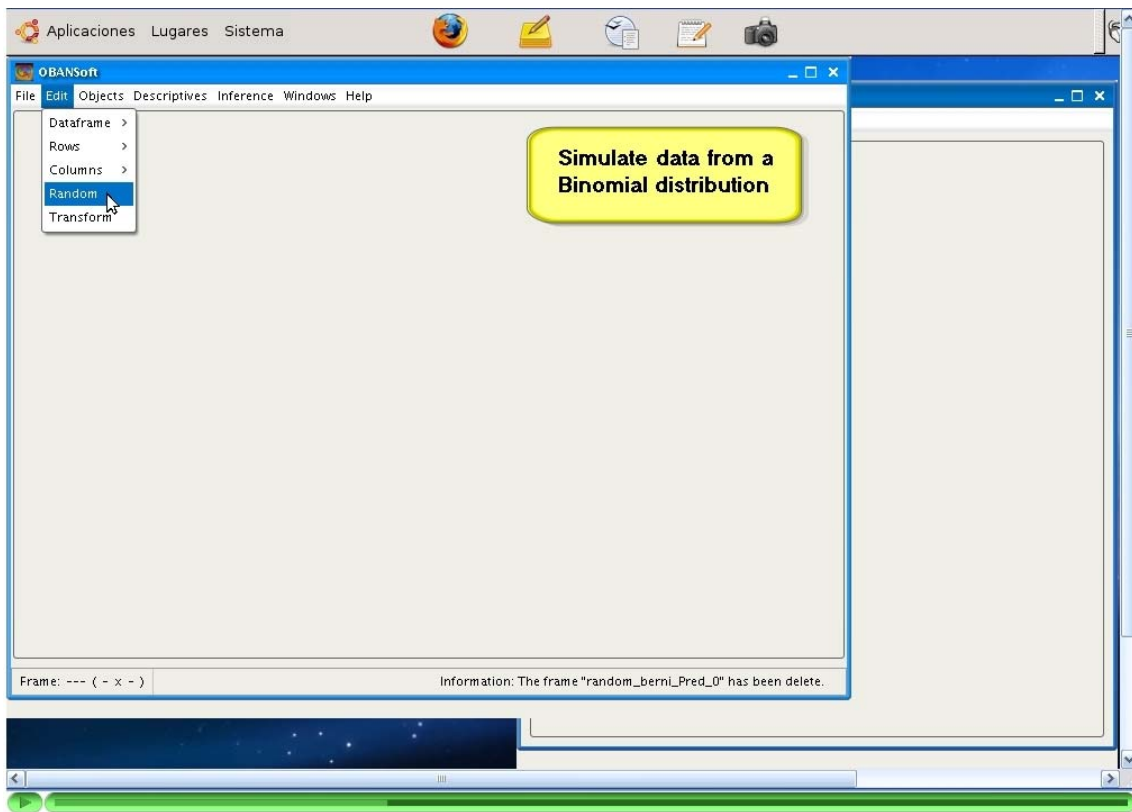 Aplicaciones Lugares Sistema
OBANSoft
File Edit Objects Descriptives Inference Windows Help
Dataframe >
Rows >
Columns >
Random
Transform
Simulate data from a
Binomial distribution
Frame: --- ( - x - )
Information: The frame "random_berni_Pred_0" has been delete.